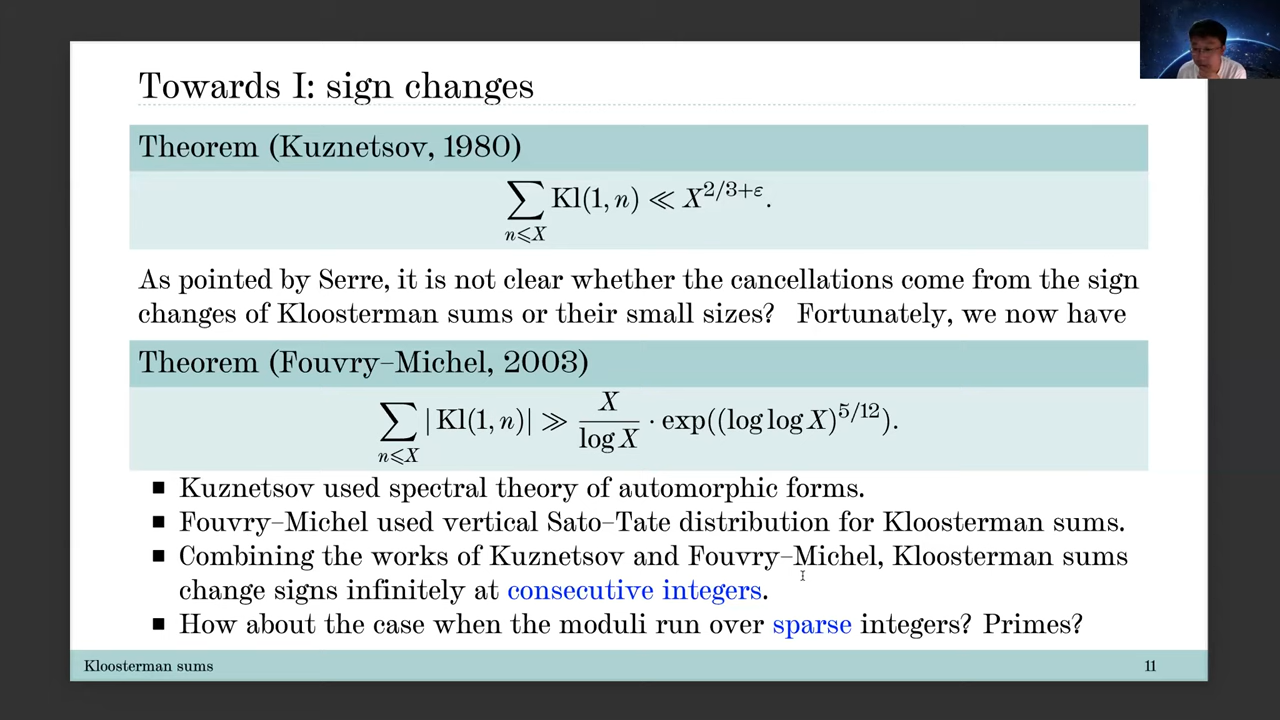 Towards I: sign changes
Theorem (Kuznetsov, 1980)
∑_{n⩽X} Kl(1, n) ≪ X^{2/3+ε}.
As pointed by Serre, it is not clear whether the cancellations come from the sign
changes of Kloosterman sums or their small sizes? Fortunately, we now have
Theorem (Fouvry–Michel, 2003)
∑_{n⩽X} | Kl(1, n)| ≫ X/log X · exp((log log X)^{5/12}).
■ Kuznetsov used spectral theory of automorphic forms.
■ Fouvry–Michel used vertical Sato–Tate distribution for Kloosterman sums.
■ Combining the works of Kuznetsov and Fouvry–Michel, Kloosterman sums
change signs infinitely at consecutive integers.
■ How about the case when the moduli run over sparse integers? Primes?
Kloosterman sums 11